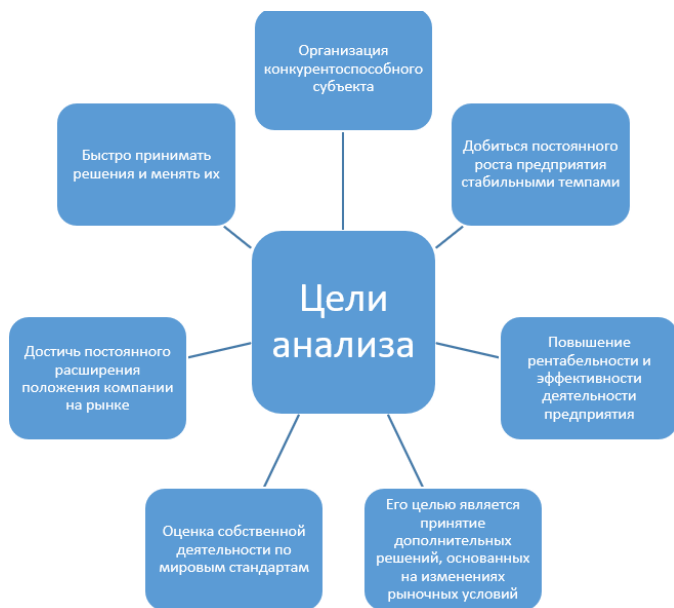 Организация
конкурентоспособного
субъекта
Добиться постоянного
роста предприятия
стабильными темпами
Повышение
рентабельности и
эффективности
деятельности
предприятия
Его целью является
принятие
дополнительных
решений, основанных
на изменениях
рыночных условий
Оценка собственной
деятельности по
мировым стандартам
Достичь постоянного
расширения
положения компании
на рынке
Быстро принимать
решения и менять их
Цели
анализа